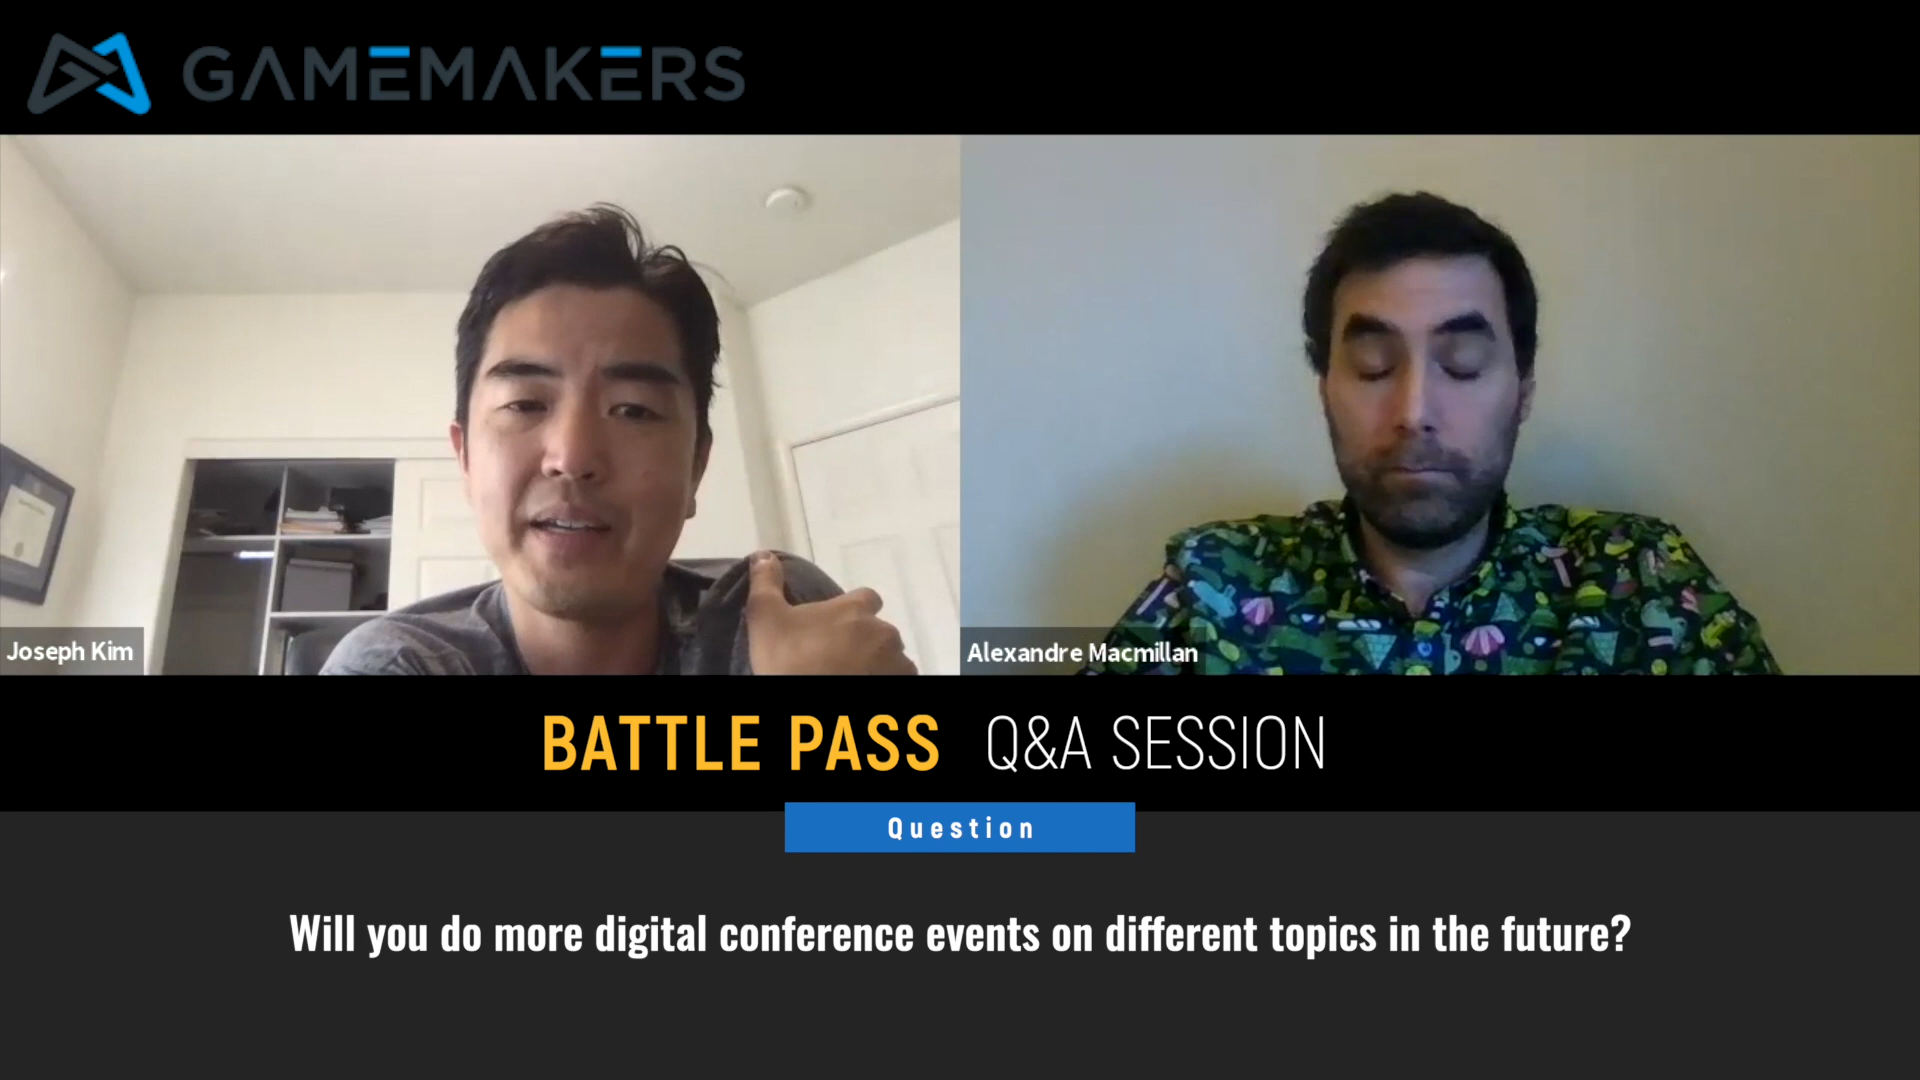 GAMEMAKERS
Joseph Kim
Alexandre Macmillan
BATTLE PASS Q&A SESSION
Question
Will you do more digital conference events on different topics in the future?